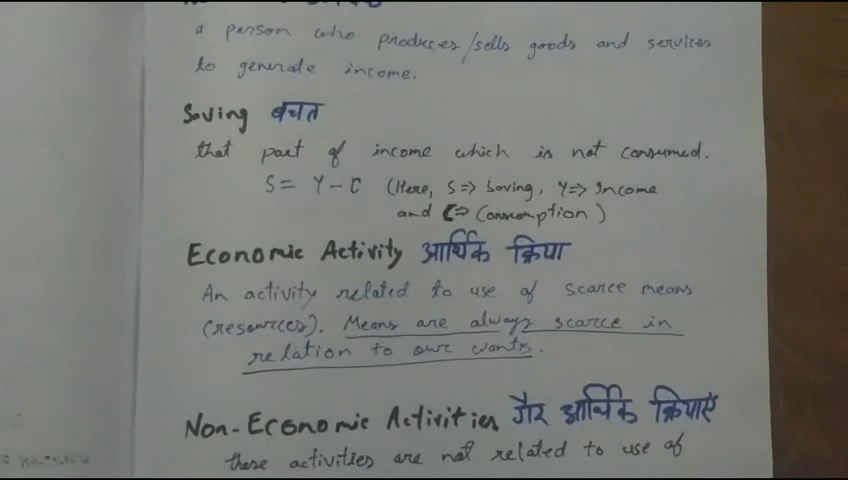 a person who produces/sells goods and services
to generate income.
Saving बचत
that part of income which is not consumed.
S = Y - C (Here, S => Saving, Y => Income
and C => Consumption)
Economic Activity आर्थिक क्रिया
An activity related to use of scarce means
(resources). Means are always scarce in
relation to our wants.
Non-Economic Activities गैर आर्थिक क्रियाएं
these activities are not related to use of